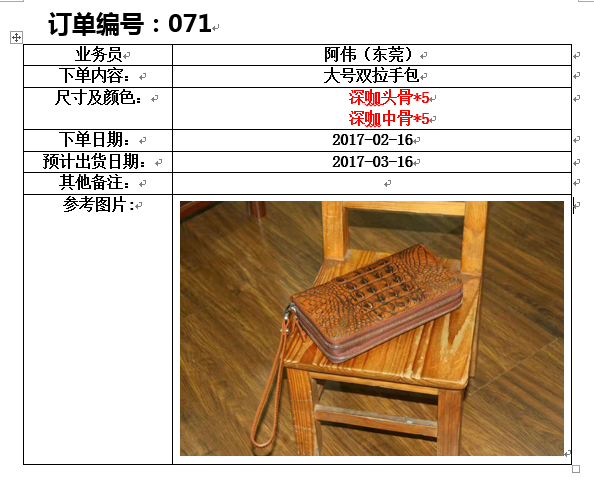 订单编号：071
业务员 阿伟（东莞）
下单内容： 大号双拉手包
尺寸及颜色： 深咖头骨*5
深咖中骨*5
下单日期： 2017-02-16
预计出货日期： 2017-03-16
其他备注：
参考图片: